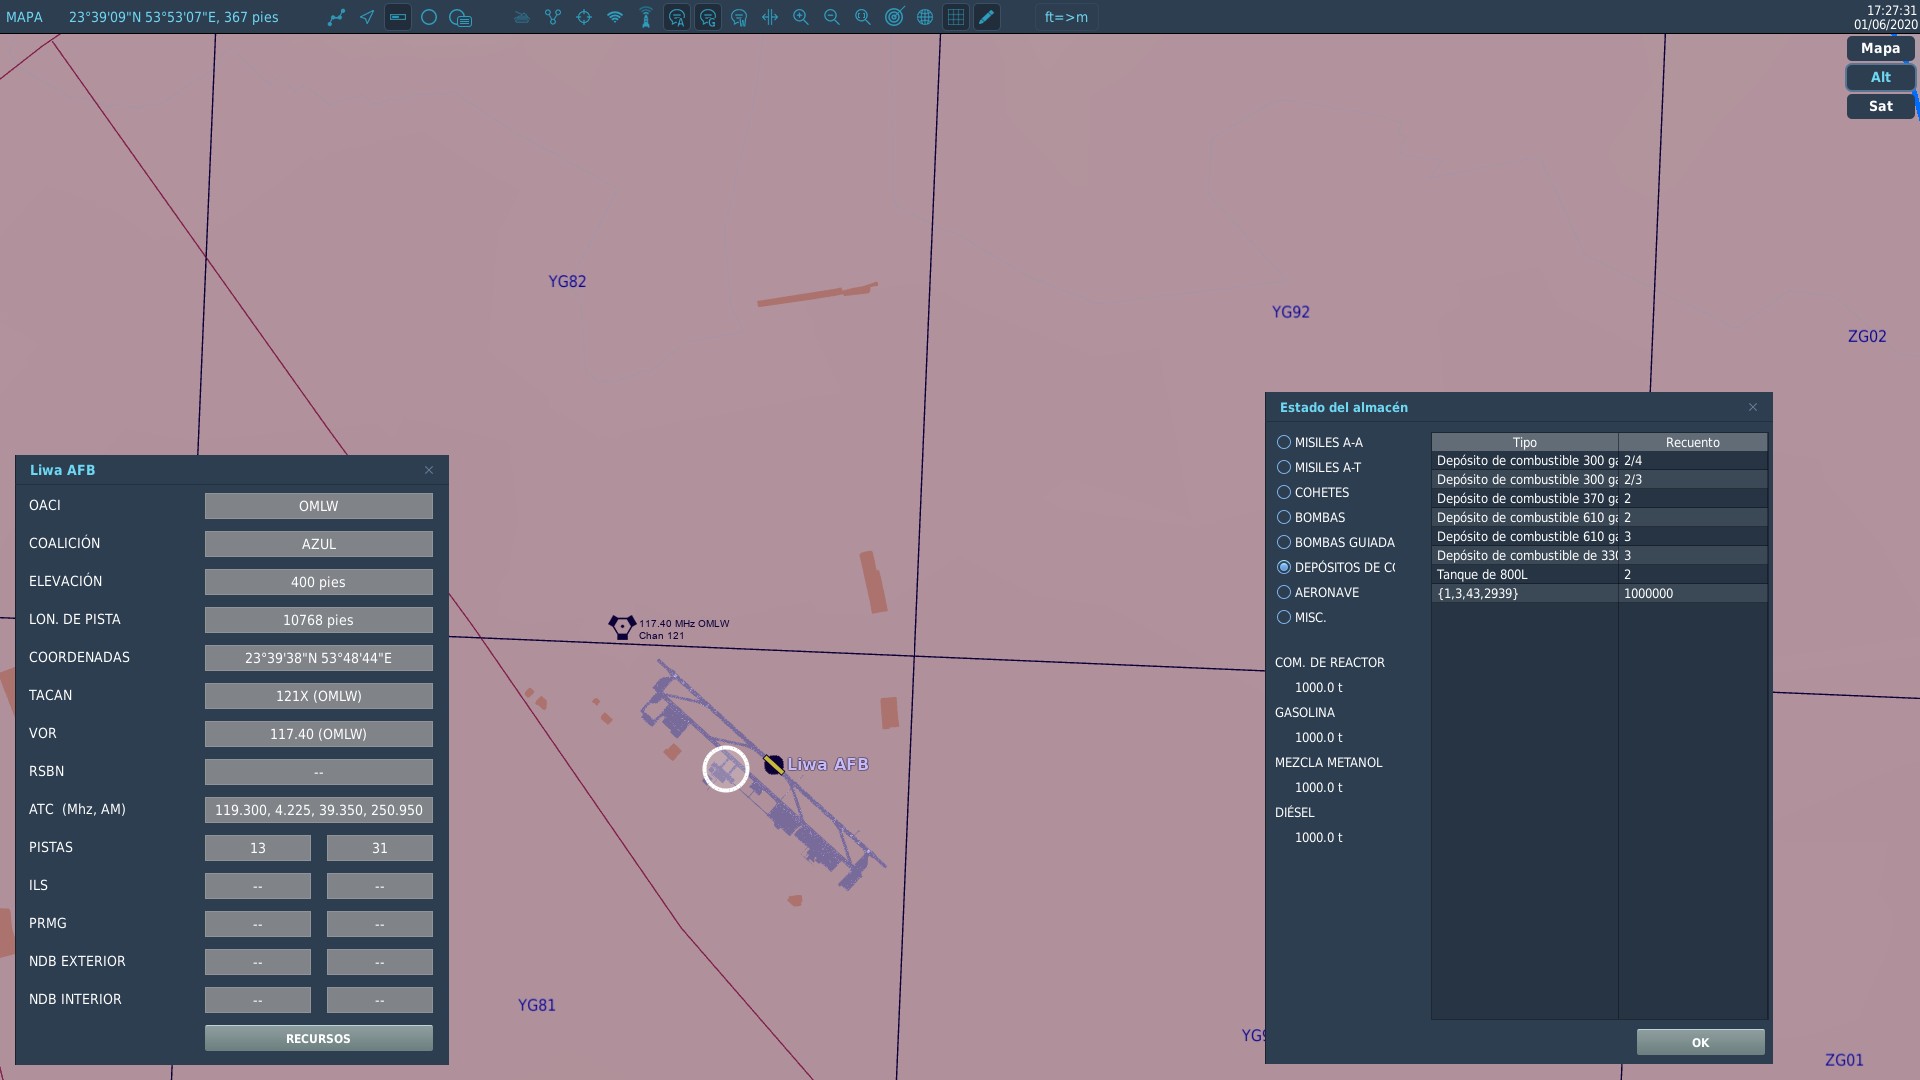 MAPA 23°39'09"N 53°53'07"E, 367 pies ft=>m 17:27:31
01/06/2020
Mapa
Alt
Sat
YG82
YG92
ZG02
117.40 MHz OMLW
Chan 121
Liwa AFB
YG81
YG9
ZG01
Liwa AFB
OACI OMLW
COALICIÓN AZUL
ELEVACIÓN 400 pies
LON. DE PISTA 10768 pies
COORDENADAS 23°39'38"N 53°48'44"E
TACAN 121X (OMLW)
VOR 117.40 (OMLW)
RSBN --
ATC (Mhz, AM) 119.300, 4.225, 39.350, 250.950
PISTAS 13 31
ILS -- --
PRMG -- --
NDB EXTERIOR -- --
NDB INTERIOR -- --
RECURSOS
Estado del almacén
MISILES A-A
MISILES A-T
COHETES
BOMBAS
BOMBAS GUIADA
DEPÓSITOS DE CO
AERONAVE
MISC.
COM. DE REACTOR
1000.0 t
GASOLINA
1000.0 t
MEZCLA METANOL
1000.0 t
DIÉSEL
1000.0 t
Tipo Recuento
Depósito de combustible 300 ga 2/4
Depósito de combustible 300 ga 2/3
Depósito de combustible 370 ga 2
Depósito de combustible 610 ga 2
Depósito de combustible 610 ga 3
Depósito de combustible de 330 3
Tanque de 800L 2
{1,3,43,2939} 1000000
OK